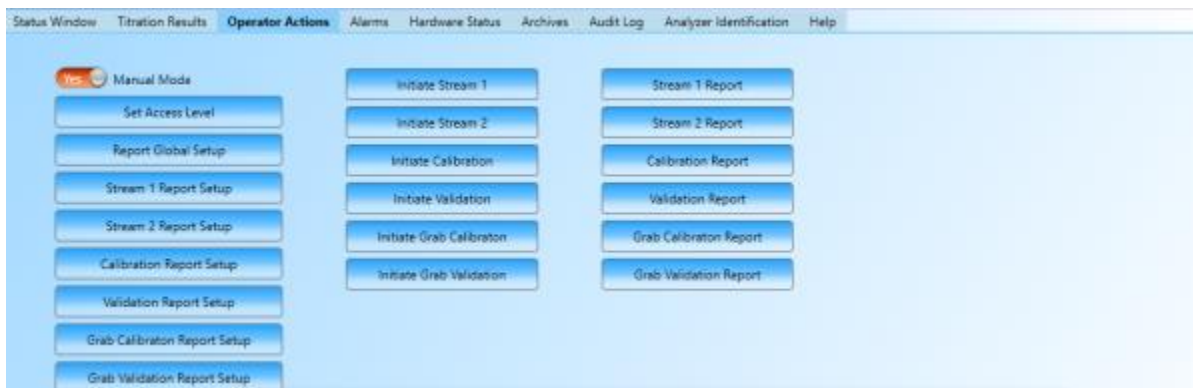 Status Window Titration Results Operator Actions Alarms Hardware Status Archives Audit Log Analyzer Identification Help
Yes Manual Mode
Set Access Level
Report Global Setup
Stream 1 Report Setup
Stream 2 Report Setup
Calibration Report Setup
Validation Report Setup
Grab Calibraton Report Setup
Grab Validation Report Setup
Initiate Stream 1
Initiate Stream 2
Initiate Calibration
Initiate Validation
Initiate Grab Calibraton
Initiate Grab Validation
Stream 1 Report
Stream 2 Report
Calibration Report
Validation Report
Grab Calibraton Report
Grab Validation Report